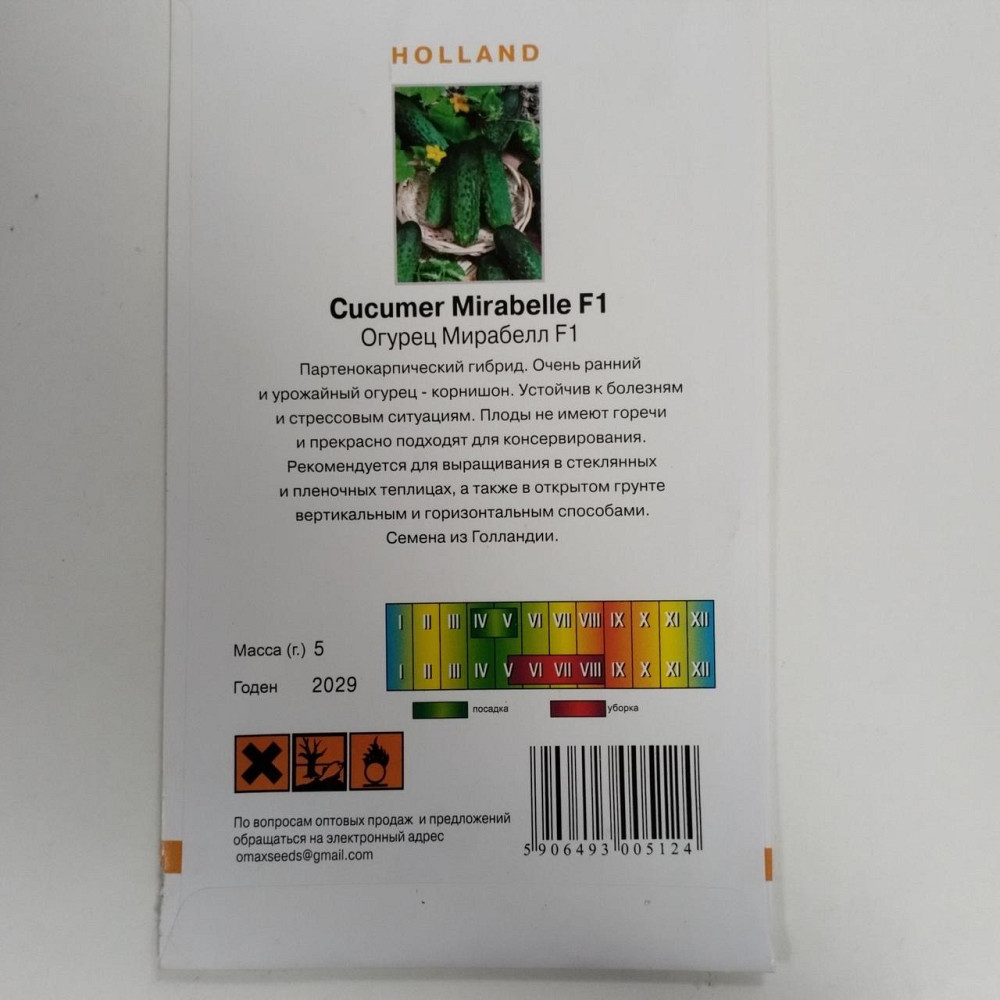 HOLLAND
Cucumer Mirabelle F1
Огурец Мирабелл F1
Партенокарпический гибрид. Очень ранний
и урожайный огурец - корнишон. Устойчив к болезням
и стрессовым ситуациям. Плоды не имеют горечи
и прекрасно подходят для консервирования.
Рекомендуется для выращивания в стеклянных
и пленочных теплицах, а также в открытом грунте
вертикальным и горизонтальным способами.
Семена из Голландии.
I II III IV V VI VII VIII IX X XI XII
Масса (г.) 5
I II III IV V VI VII VIII IX X XI XII
Годен 2029
посадка уборка
По вопросам оптовых продаж и предложений
обращаться на электронный адрес
omaxseeds@gmail.com
5 906493 005124